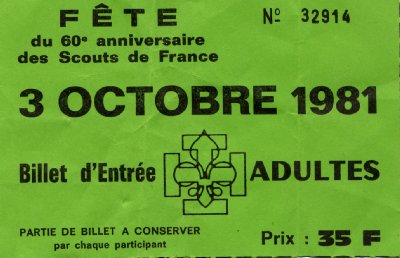 FÊTE
Nº 32914
du 60e anniversaire
des Scouts de France
3 OCTOBRE 1981
Billet d'Entrée ADULTES
PARTIE DE BILLET A CONSERVER
par chaque participant
Prix : 35 F